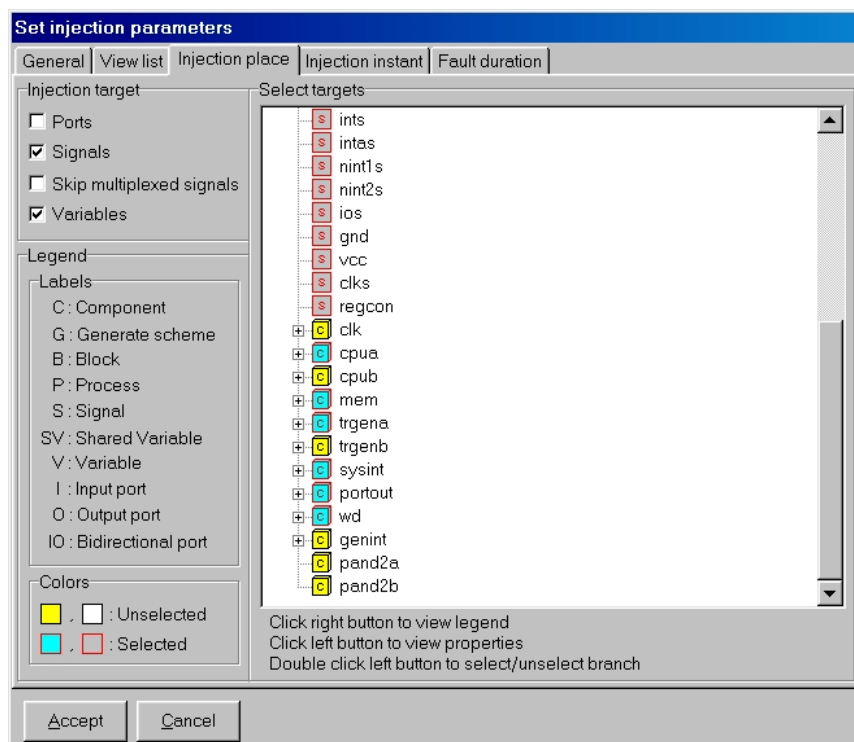 Set injection parameters
General View list Injection place Injection instant Fault duration
Injection target
Ports
Signals
Skip multiplexed signals
Variables
Legend
Labels
C : Component
G : Generate scheme
B : Block
P : Process
S : Signal
SV : Shared Variable
V : Variable
I : Input port
O : Output port
IO : Bidirectional port
Colors
, : Unselected
, : Selected
Select targets
S ints
S intas
S nint1s
S nint2s
S ios
S gnd
S vcc
S clks
S regcon
C clk
C cpua
C cpub
C mem
C trgena
C trgenb
C sysint
C portout
C wd
C genint
C pand2a
C pand2b
Click right button to view legend
Click left button to view properties
Double click left button to select/unselect branch
Accept Cancel